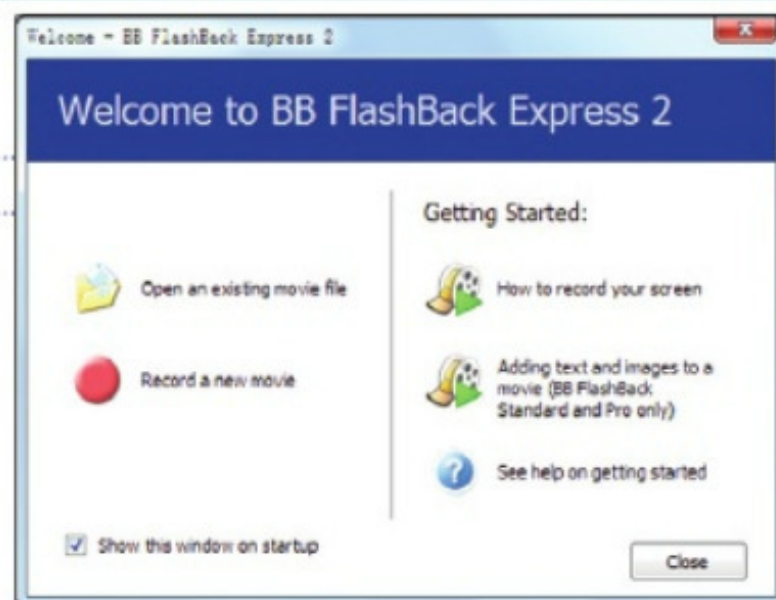 Welcome - BB FlashBack Express 2
Welcome to BB FlashBack Express 2
Open an existing movie file
Record a new movie
Show this window on startup
Getting Started:
How to record your screen
Adding text and images to a
movie (BB FlashBack
Standard and Pro only)
See help on getting started
Close